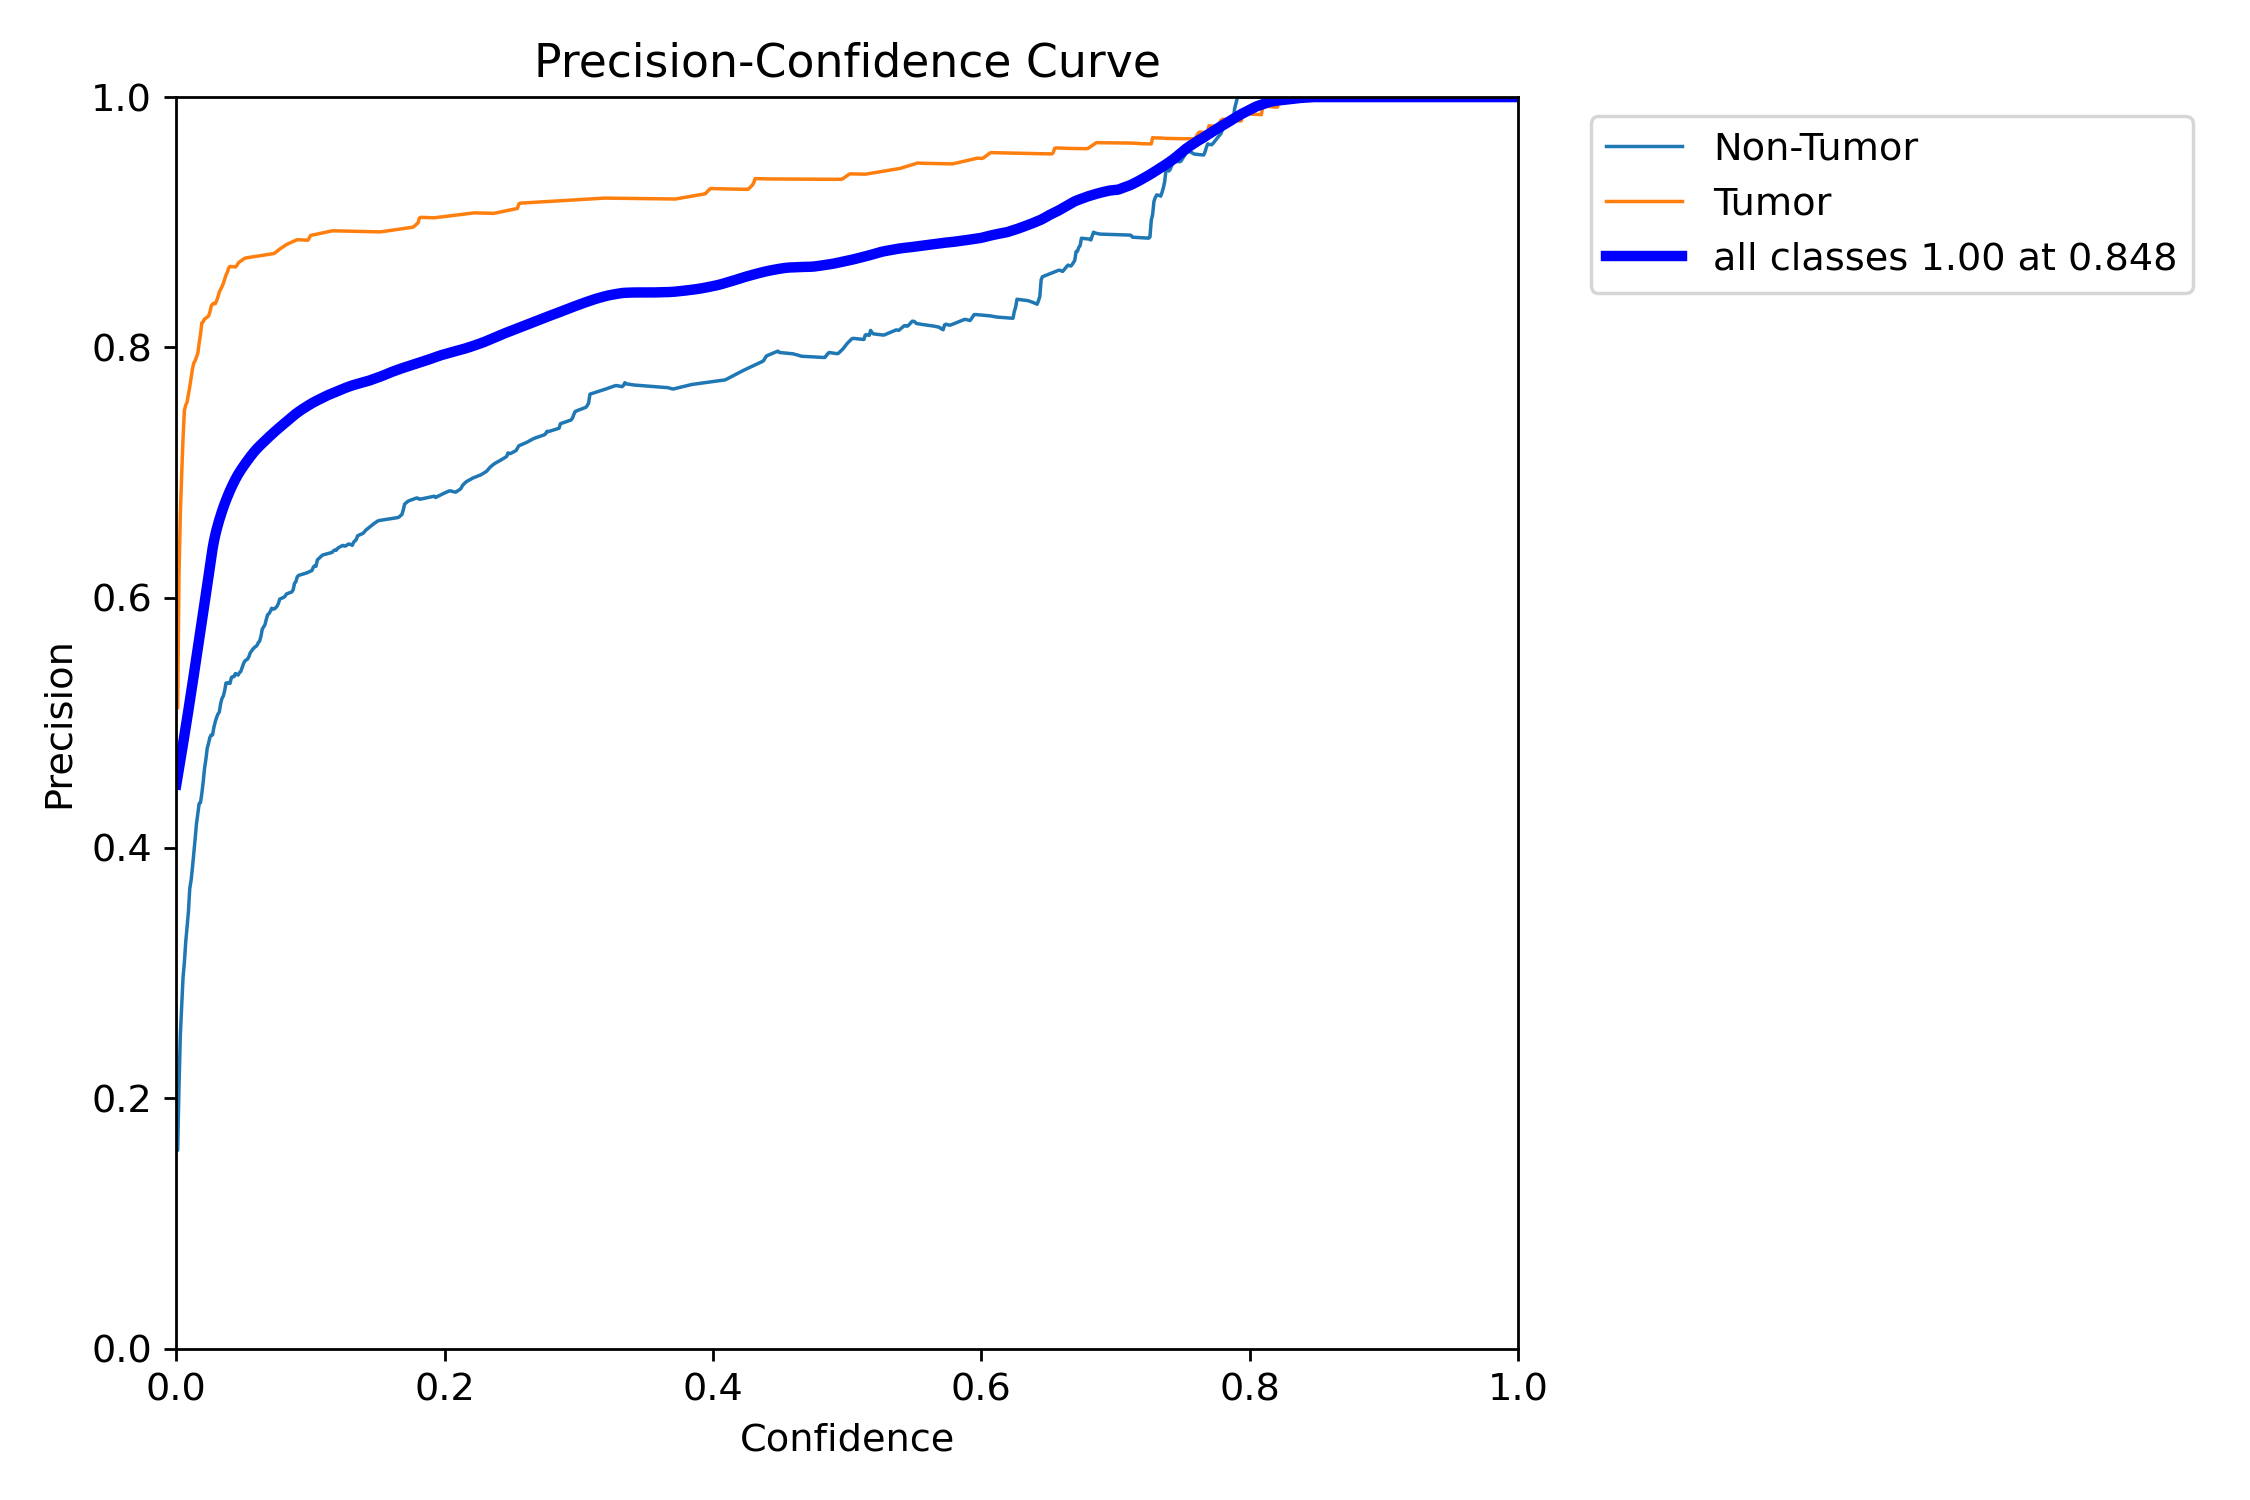 Precision-Confidence Curve
1.0
0.8
0.6
0.4
0.2
0.0
Precision
0.0 0.2 0.4 0.6 0.8 1.0
Confidence
Non-Tumor
Tumor
all classes 1.00 at 0.848